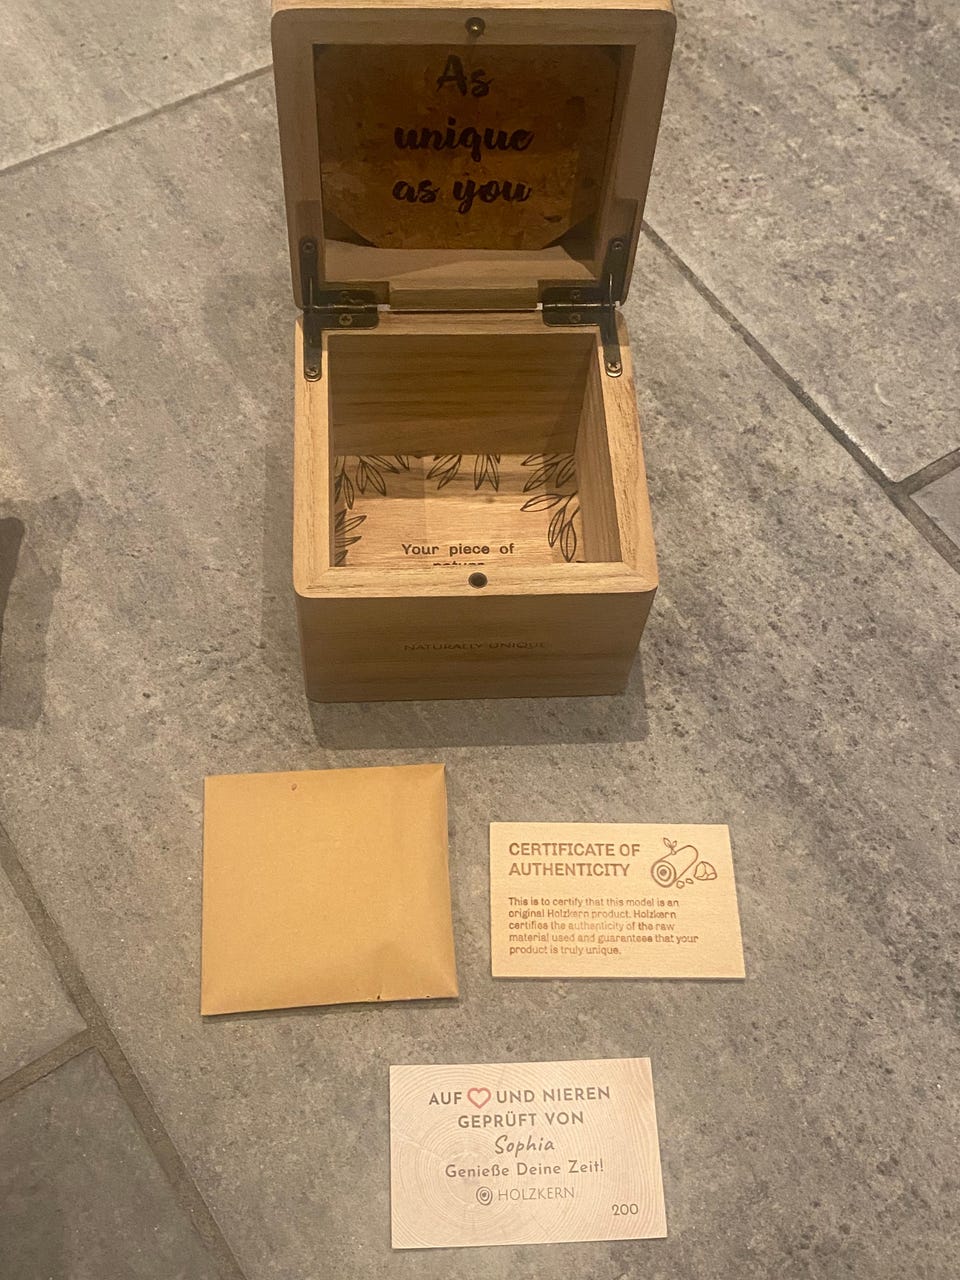 As
unique
as you
Your piece of
nature
NATURALLY UNIQUE
CERTIFICATE OF
AUTHENTICITY
This is to certify that this model is an
original Holzkern product. Holzkern
certifies the authenticity of the raw
material used and guarantees that your
product is truly unique.
AUF ♡ UND NIEREN
GEPRÜFT VON
Sophia
Genieße Deine Zeit!
HOLZKERN
200